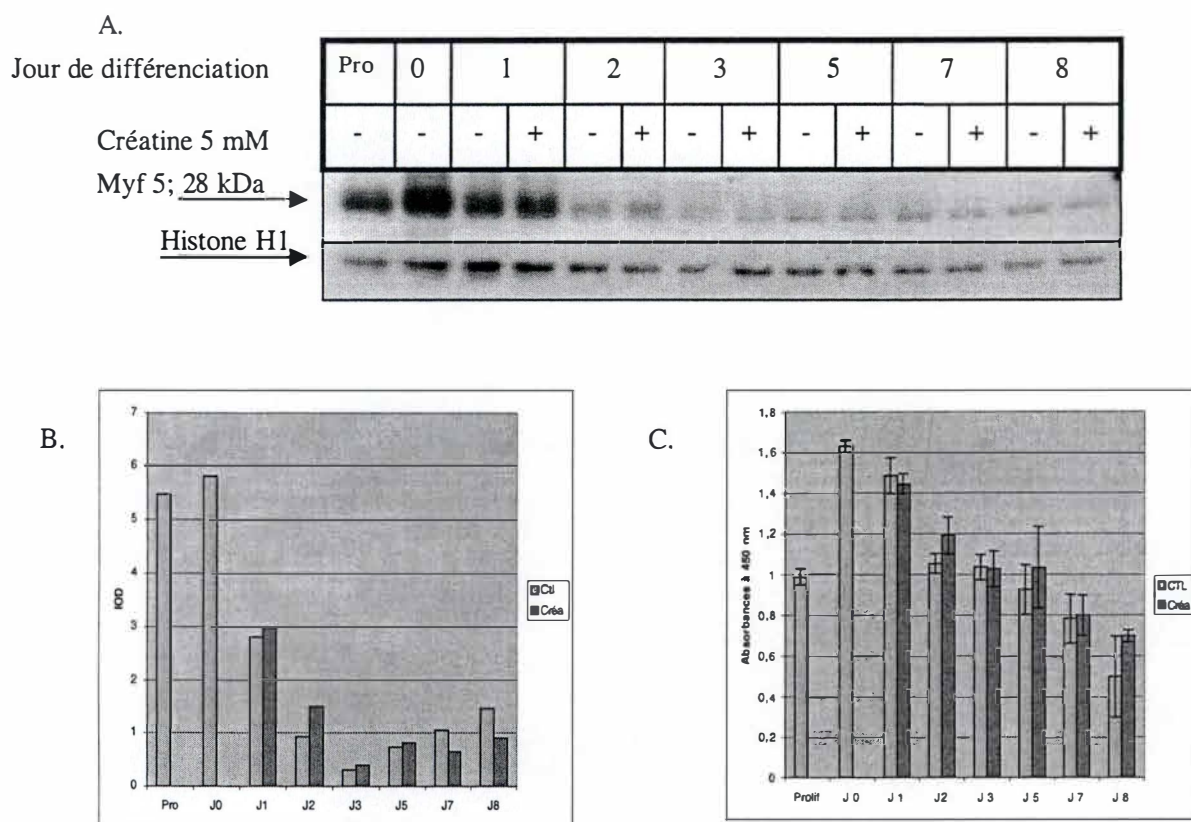 A.
Jour de différenciation
Pro 0 1 2 3 5 7 8
Créatine 5 mM
- - - + - + - + - + - + - +
Myf 5; 28 kDa
Histone H1
B.
7
6
5
4
3
2
1
0
IOD
Pro J0 J1 J2 J3 J5 J7 J8
Ctl
Créa
C.
1,8
1,6
1,4
1,2
1
0,8
0,6
0,4
0,2
0
Absorbances à 450 nm
Prolif J 0 J 1 J2 J 3 J 5 J 7 J 8
CTL
Créa